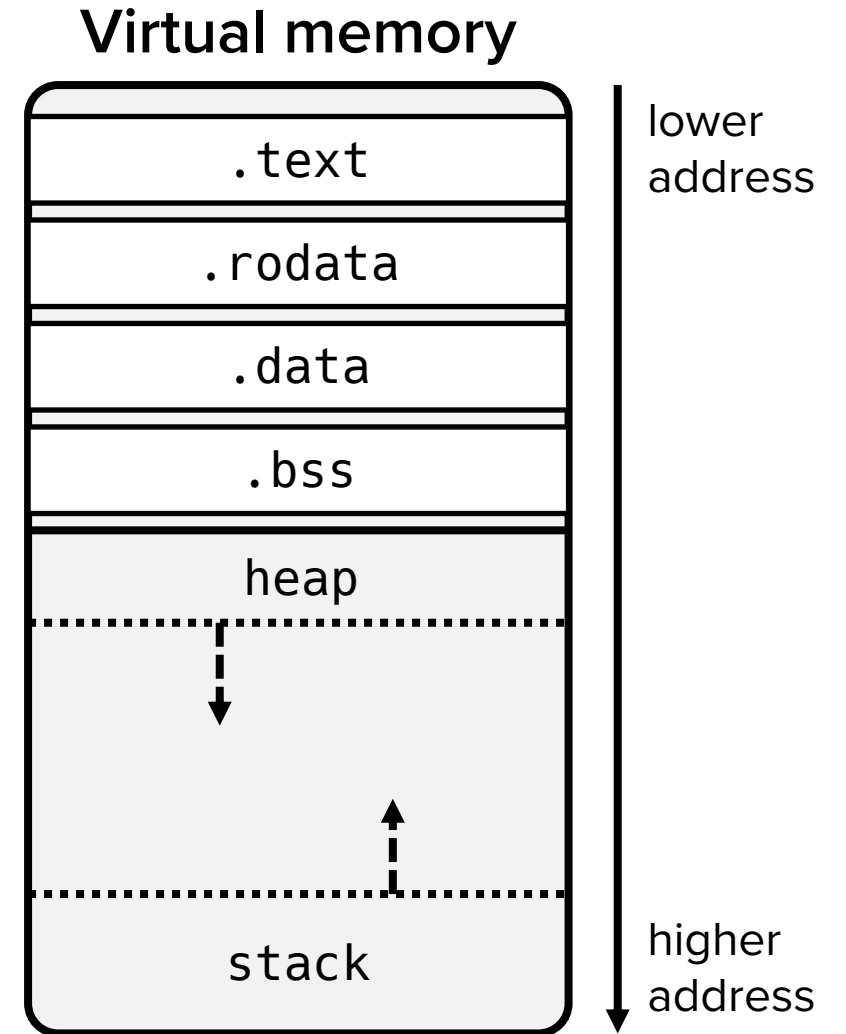 Virtual memory
lower
address
.text
.rodata
.data
.bss
heap
stack
higher
address